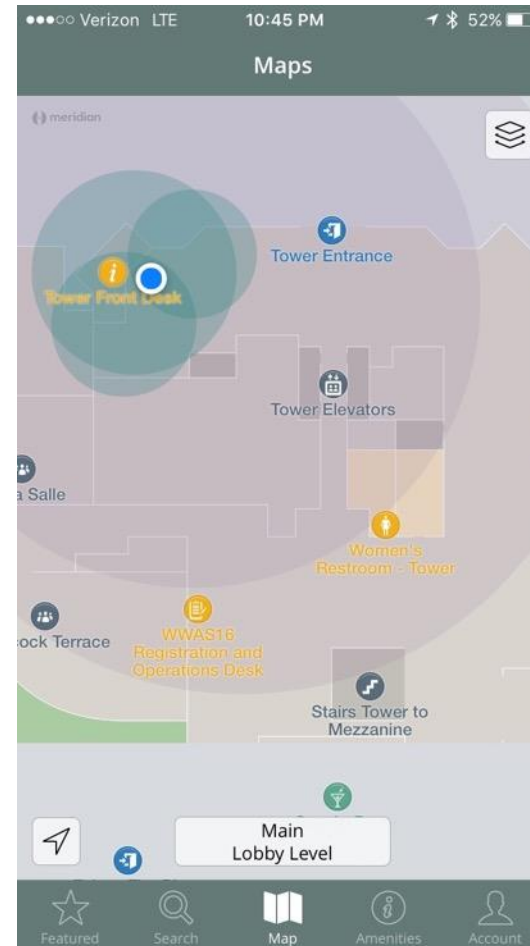 Verizon LTE 10:45 PM 52%
Maps
meridian
Tower Entrance
Tower Front Desk
Tower Elevators
a Salle
Women's
Restroom - Tower
WWAS16
Registration and
Operations Desk
cock Terrace
Stairs Tower to
Mezzanine
Main
Lobby Level
Featured Search Map Amenities Account